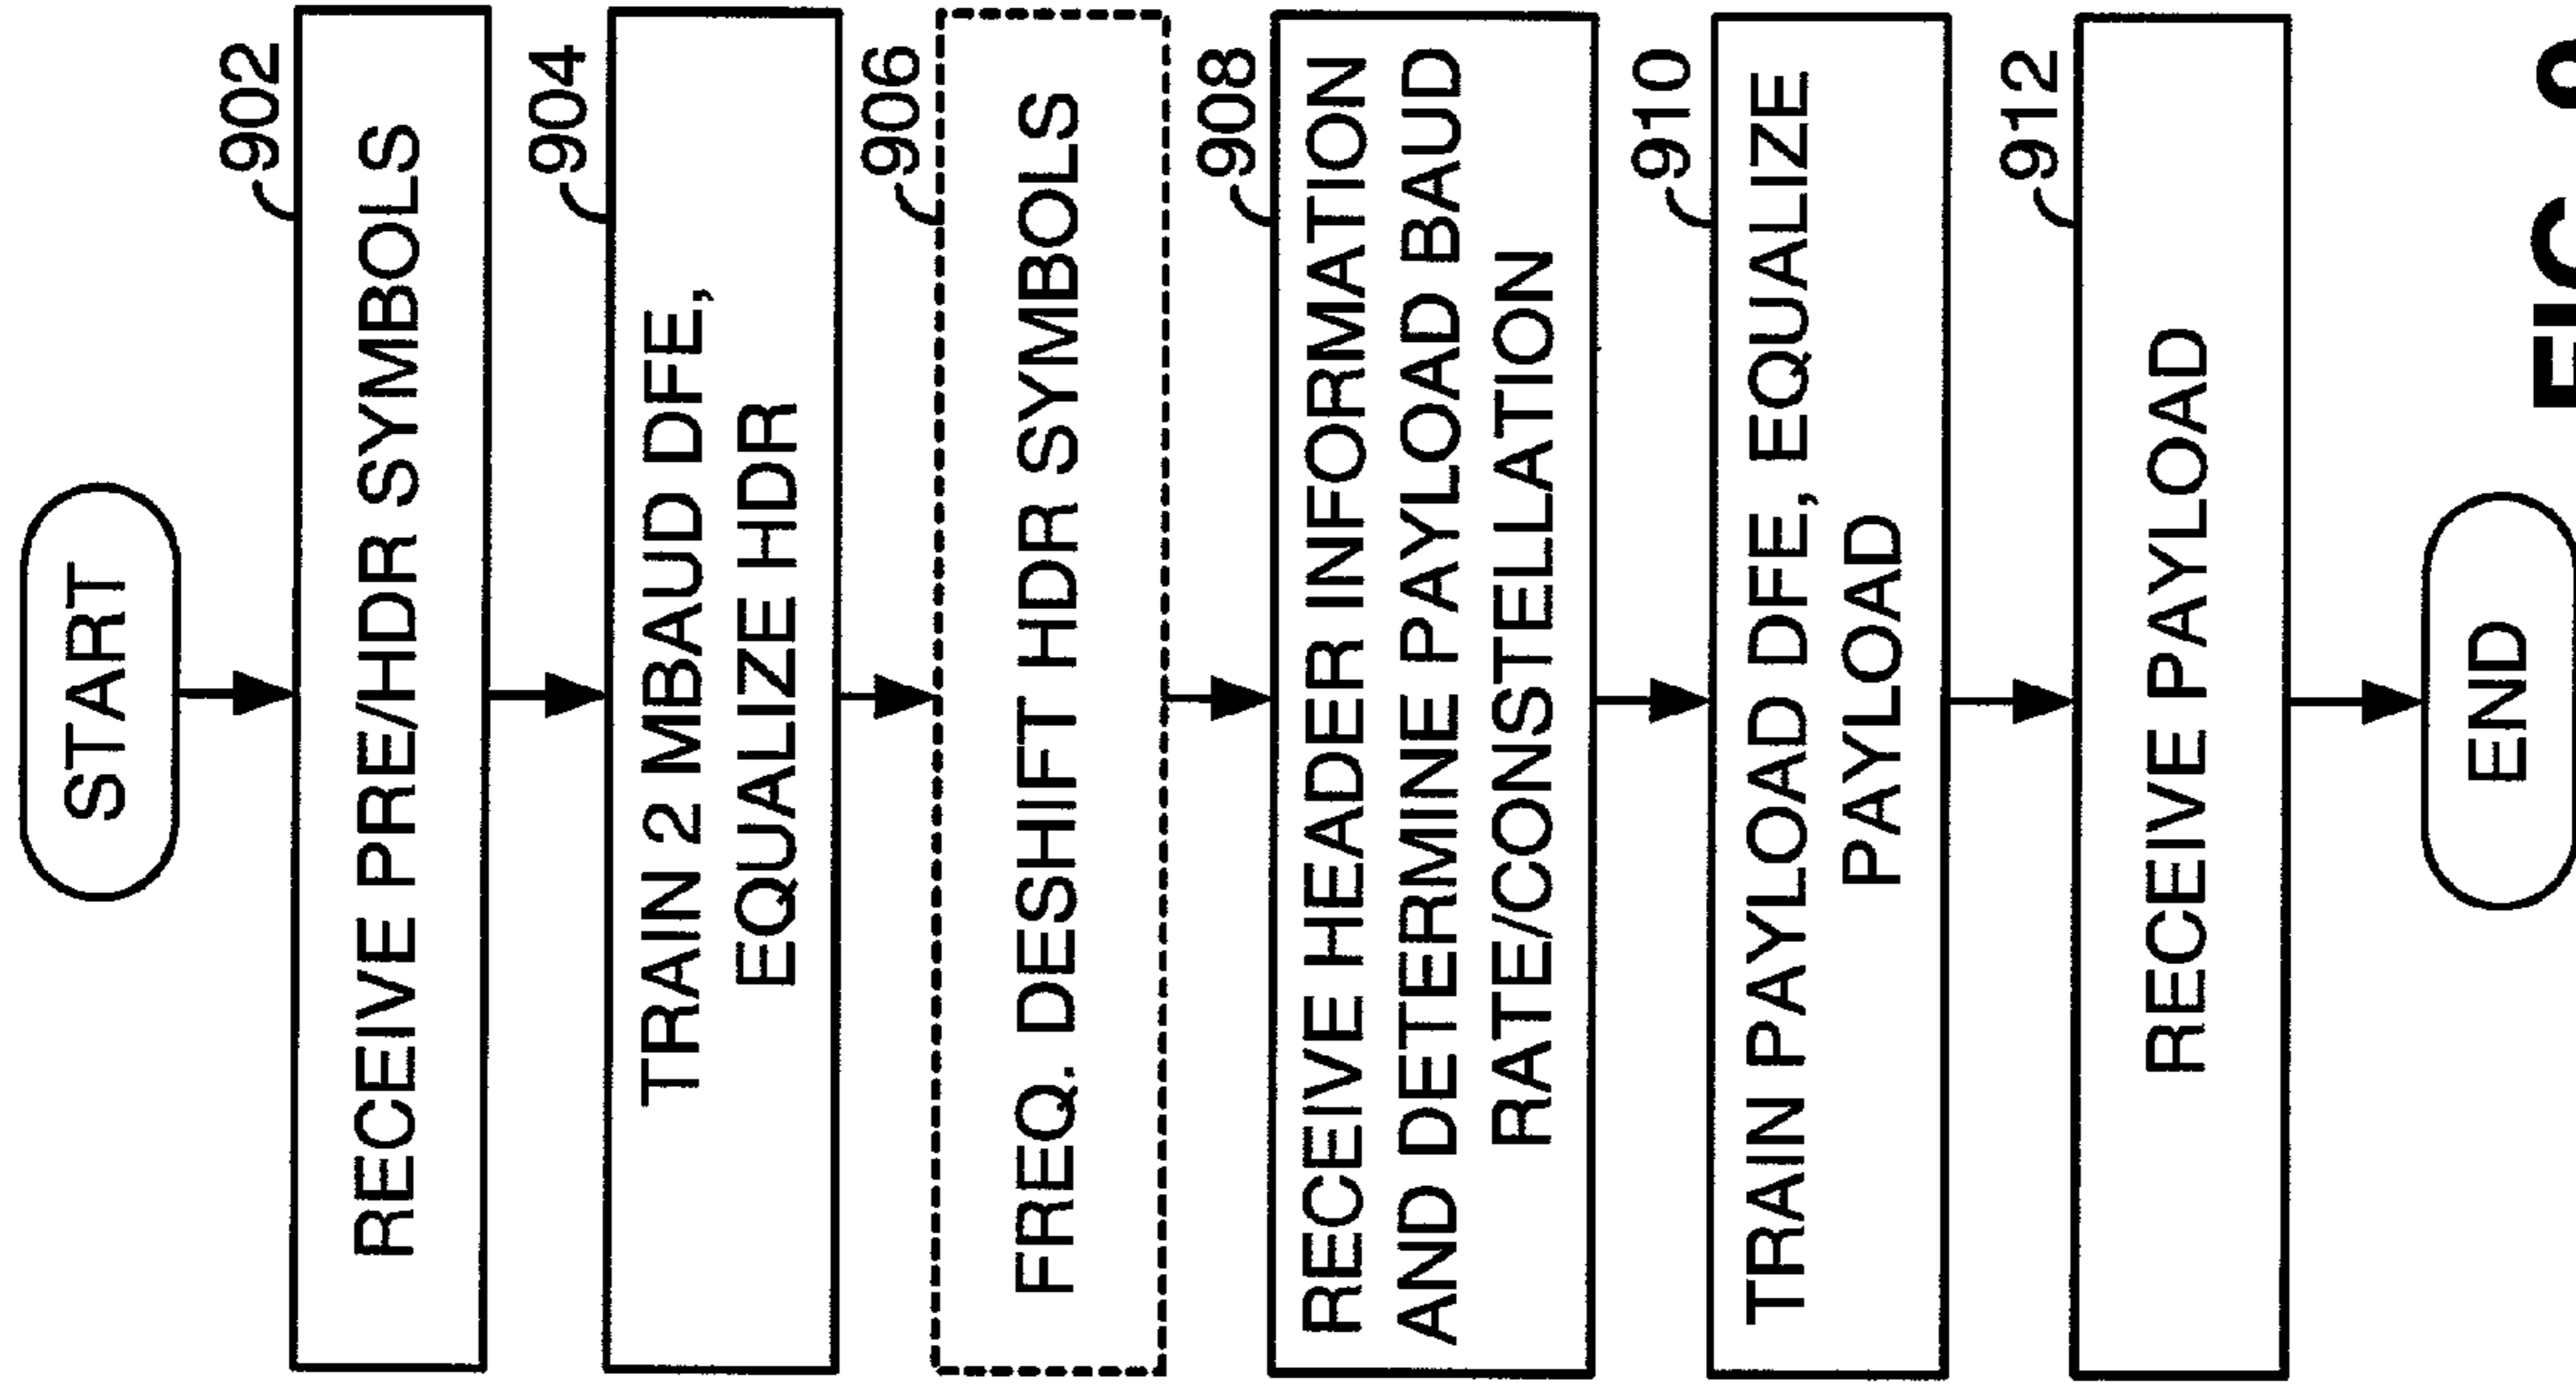 START
902
RECEIVE PRE/HDR SYMBOLS
904
TRAIN 2 MBAUD DFE,
EQUALIZE HDR
906
FREQ. DESHIFT HDR SYMBOLS
908
RECEIVE HEADER INFORMATION
AND DETERMINE PAYLOAD BAUD
RATE/CONSTELLATION
910
TRAIN PAYLOAD DFE, EQUALIZE
PAYLOAD
912
RECEIVE PAYLOAD
END